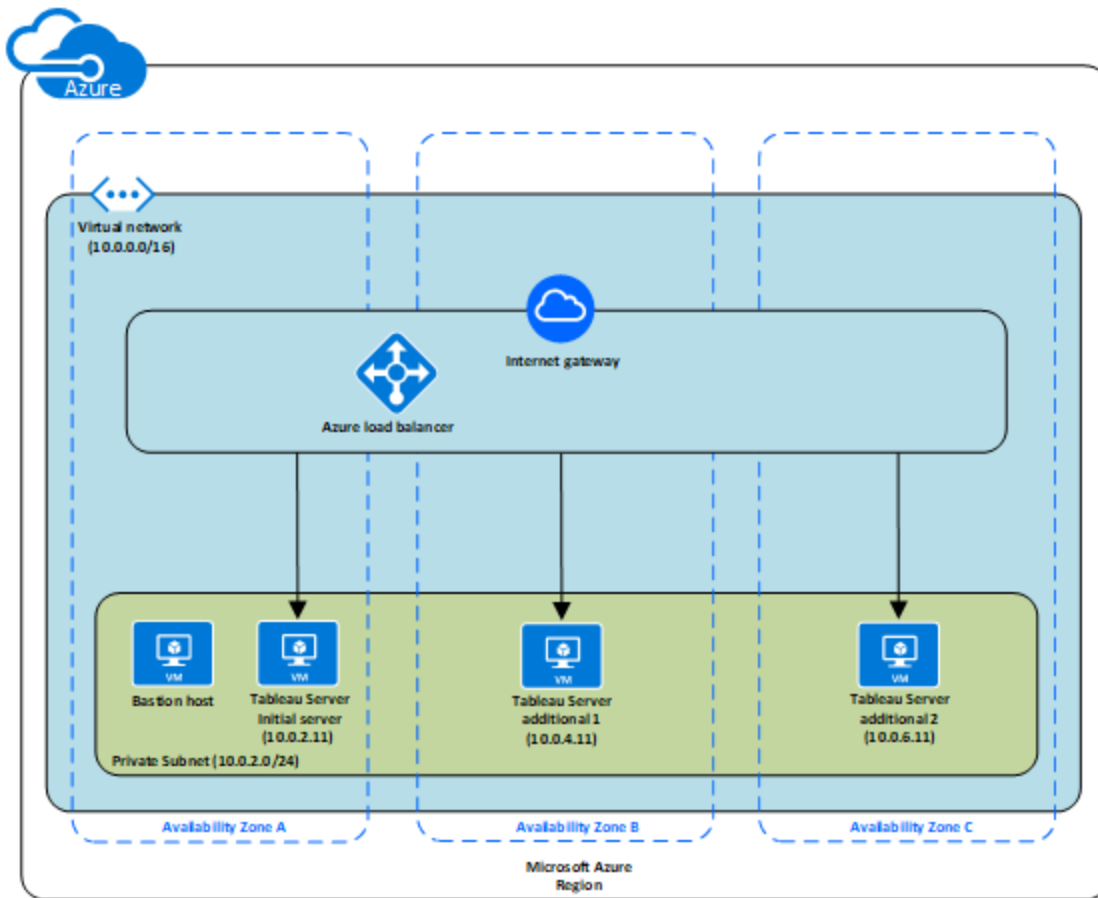 Azure
Virtual network
(10.0.0.0/16)
Internet gateway
Azure load balancer
VM
Bastion host
VM
Tableau Server
Initial server
(10.0.2.11)
VM
Tableau Server
additional 1
(10.0.4.11)
VM
Tableau Server
additional 2
(10.0.6.11)
Private Subnet (10.0.2.0/24)
Availability Zone A
Availability Zone B
Availability Zone C
Microsoft Azure
Region